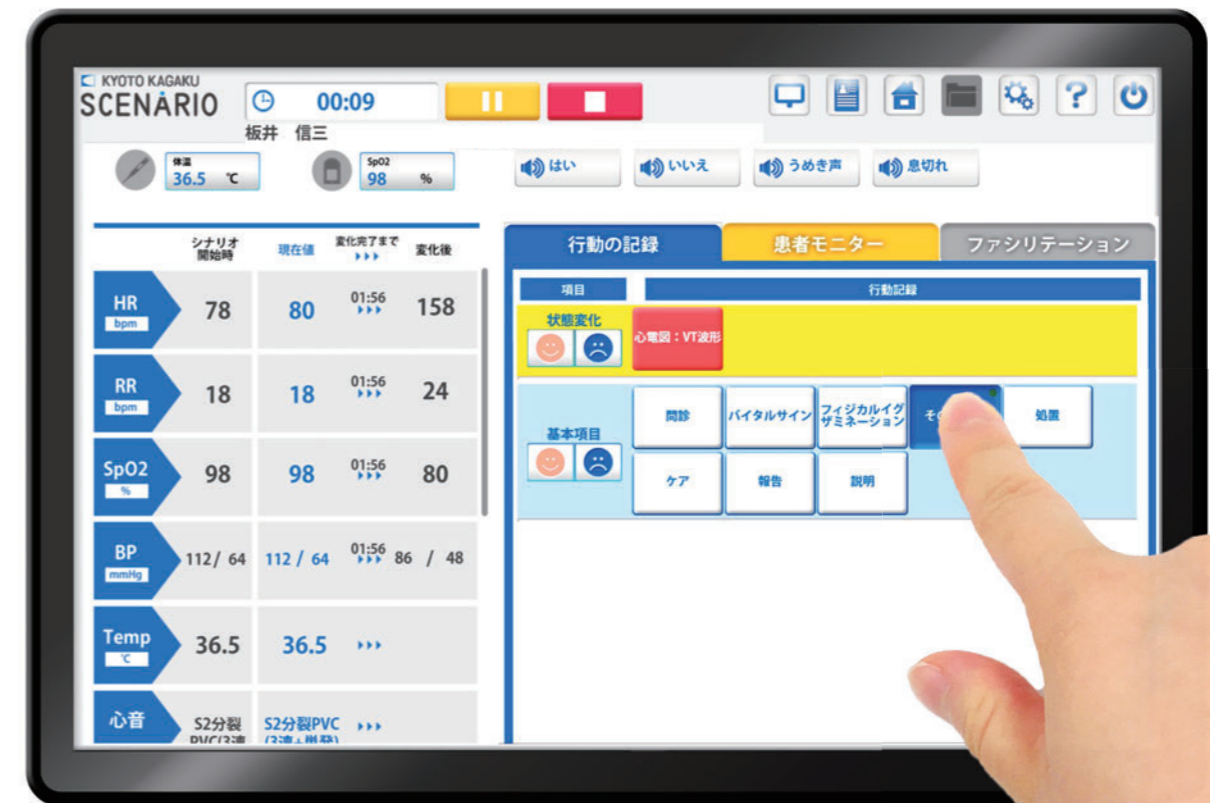 KYOTO KAGAKU
SCENARIO
00:09
板井 信三
体温
36.5 ℃
SpO2
98 %
はい
いいえ
うめき声
息切れ
シナリオ
開始時
現在値
変化完了まで
変化後
HR
bpm
78
80
01:56
158
RR
bpm
18
18
01:56
24
SpO2
%
98
98
01:56
80
BP
mmHg
112/ 64
112 / 64
01:56
86 / 48
Temp
℃
36.5
36.5
心音
S2分裂
PVC(3連
S2分裂PVC
(3連+単発)
行動の記録
患者モニター
ファシリテーション
項目
行動記録
状態変化
心電図：VT波形
基本項目
問診
バイタルサイン
フィジカルイグ
ザミネーション
処置
ケア
報告
説明
?